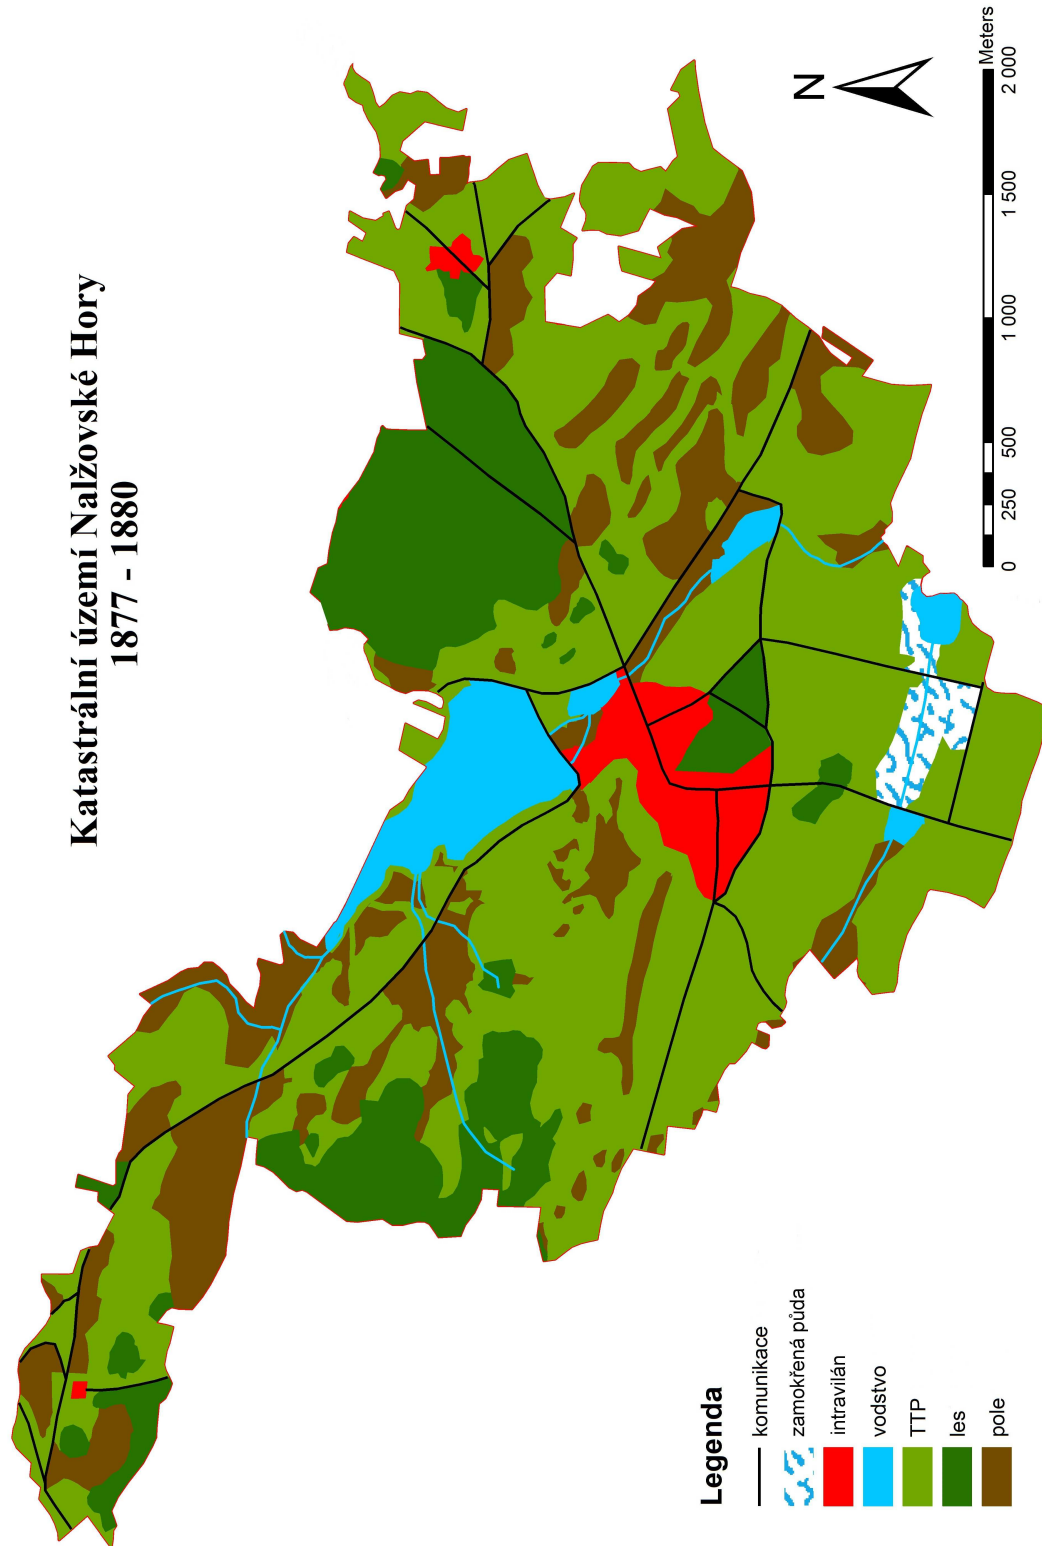 Katastrální území Nalžovské Hory
1877 - 1880
N
Meters
0 250 500 1 000 1 500 2 000
Legenda
komunikace
zamokřená půda
intravilán
vodstvo
TTP
les
pole